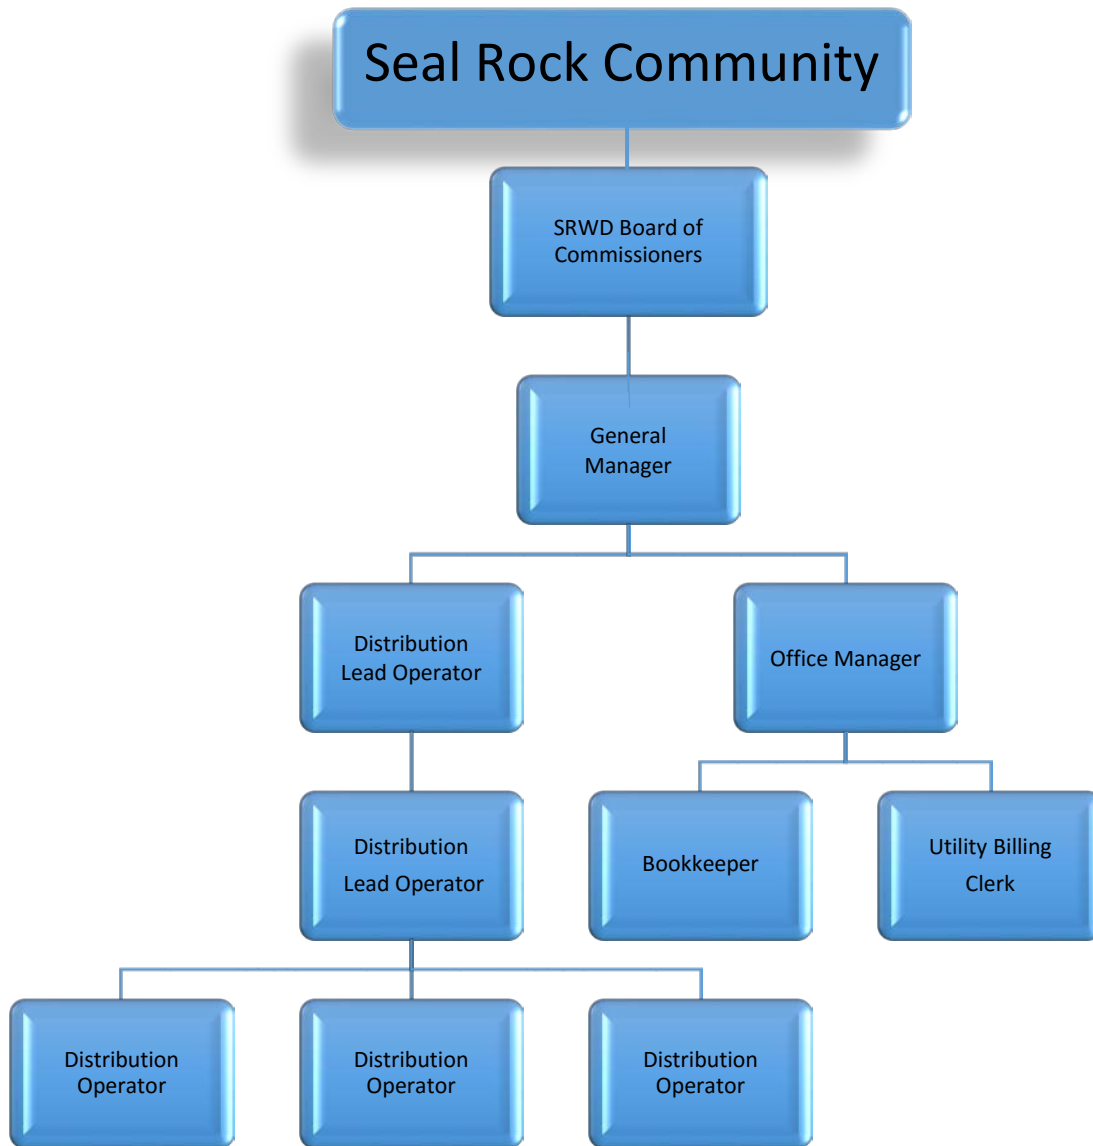 Seal Rock Community
SRWD Board of
Commissioners
General
Manager
Distribution
Lead Operator
Office Manager
Distribution
Lead Operator
Bookkeeper
Utility Billing
Clerk
Distribution
Operator
Distribution
Operator
Distribution
Operator